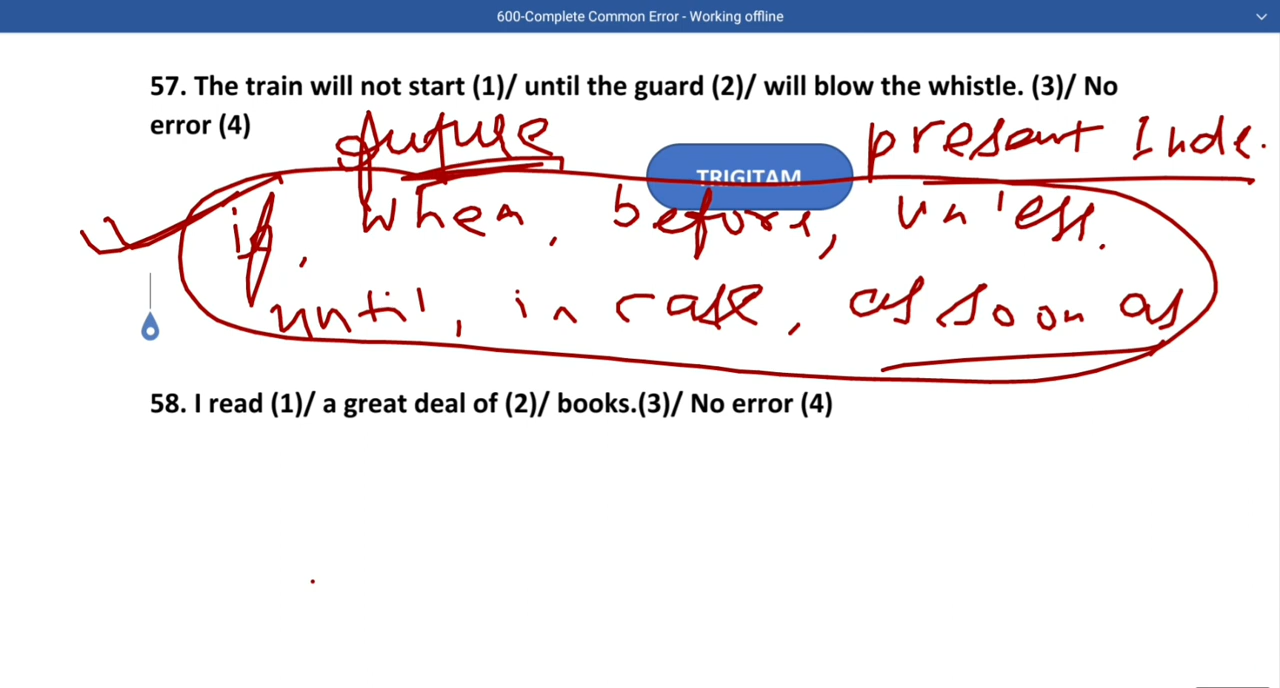 600-Complete Common Error - Working offline
57. The train will not start (1)/ until the guard (2)/ will blow the whistle. (3)/ No
error (4)
future present Inde.
TRIGITAM
if, when, before, unless.
until, in case, as soon as
58. I read (1)/ a great deal of (2)/ books.(3)/ No error (4)